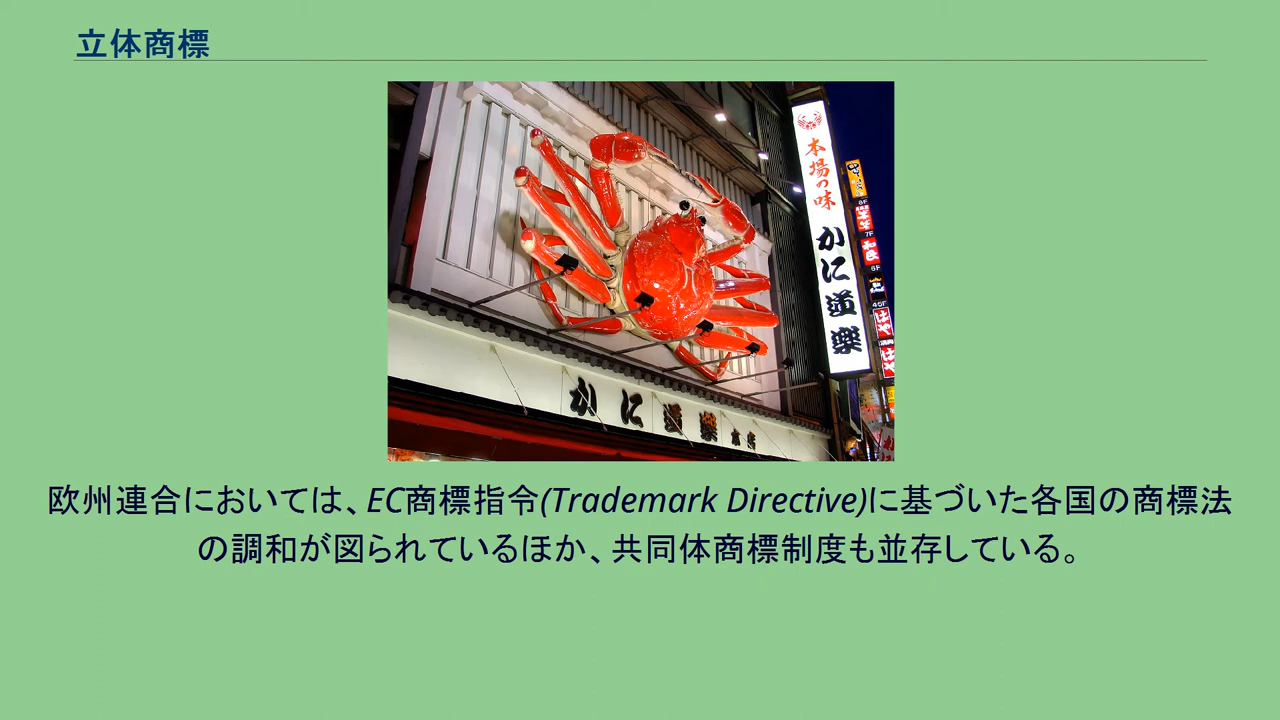 立体商標
本場の味
かに道楽
8F
7F
6F
かに道楽本店
欧州連合においては、EC商標指令(Trademark Directive)に基づいた各国の商標法
の調和が図られているほか、共同体商標制度も並存している。